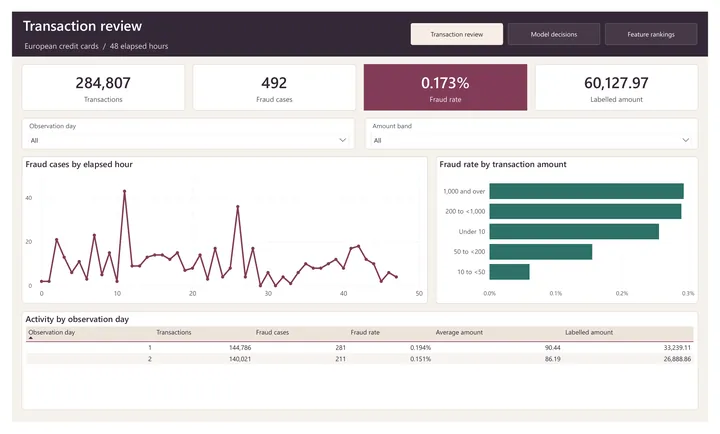 Transaction review
European credit cards / 48 elapsed hours
Transaction review
Model decisions
Feature rankings
284,807
Transactions
492
Fraud cases
0.173%
Fraud rate
60,127.97
Labelled amount
Observation day
All
Amount band
All
Fraud cases by elapsed hour
40
20
0
0 10 20 30 40 50
Fraud rate by transaction amount
1,000 and over
200 to <1,000
Under 10
50 to <200
10 to <50
0.0% 0.1% 0.2% 0.3%
Activity by observation day
Observation day Transactions Fraud cases Fraud rate Average amount Labelled amount
1 144,786 281 0.194% 90.44 33,239.11
2 140,021 211 0.151% 86.19 26,888.86